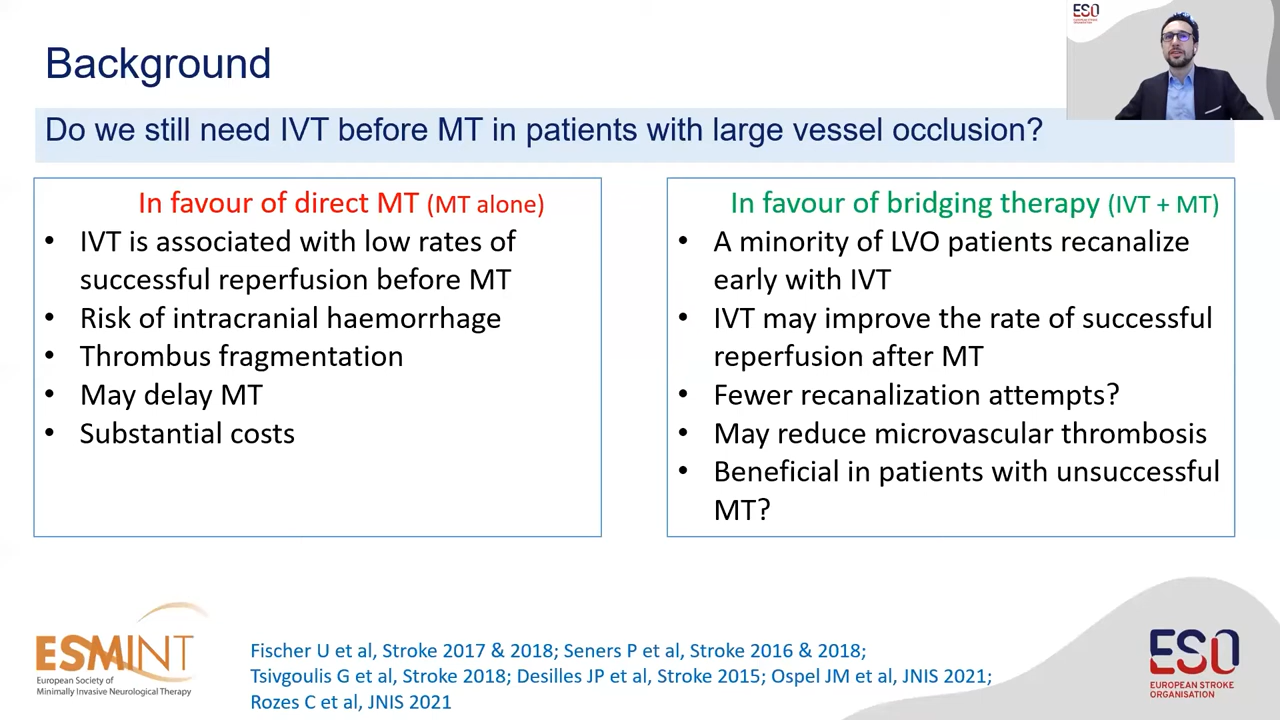 Background
Do we still need IVT before MT in patients with large vessel occlusion?
In favour of direct MT (MT alone)
• IVT is associated with low rates of
successful reperfusion before MT
• Risk of intracranial haemorrhage
• Thrombus fragmentation
• May delay MT
• Substantial costs
In favour of bridging therapy (IVT + MT)
• A minority of LVO patients recanalize
early with IVT
• IVT may improve the rate of successful
reperfusion after MT
• Fewer recanalization attempts?
• May reduce microvascular thrombosis
• Beneficial in patients with unsuccessful
MT?
ESMINT
European Society of
Minimally Invasive Neurological Therapy
Fischer U et al, Stroke 2017 & 2018; Seners P et al, Stroke 2016 & 2018;
Tsivgoulis G et al, Stroke 2018; Desilles JP et al, Stroke 2015; Ospel JM et al, JNIS 2021;
Rozes C et al, JNIS 2021
ESO
EUROPEAN STROKE
ORGANISATION
ESO